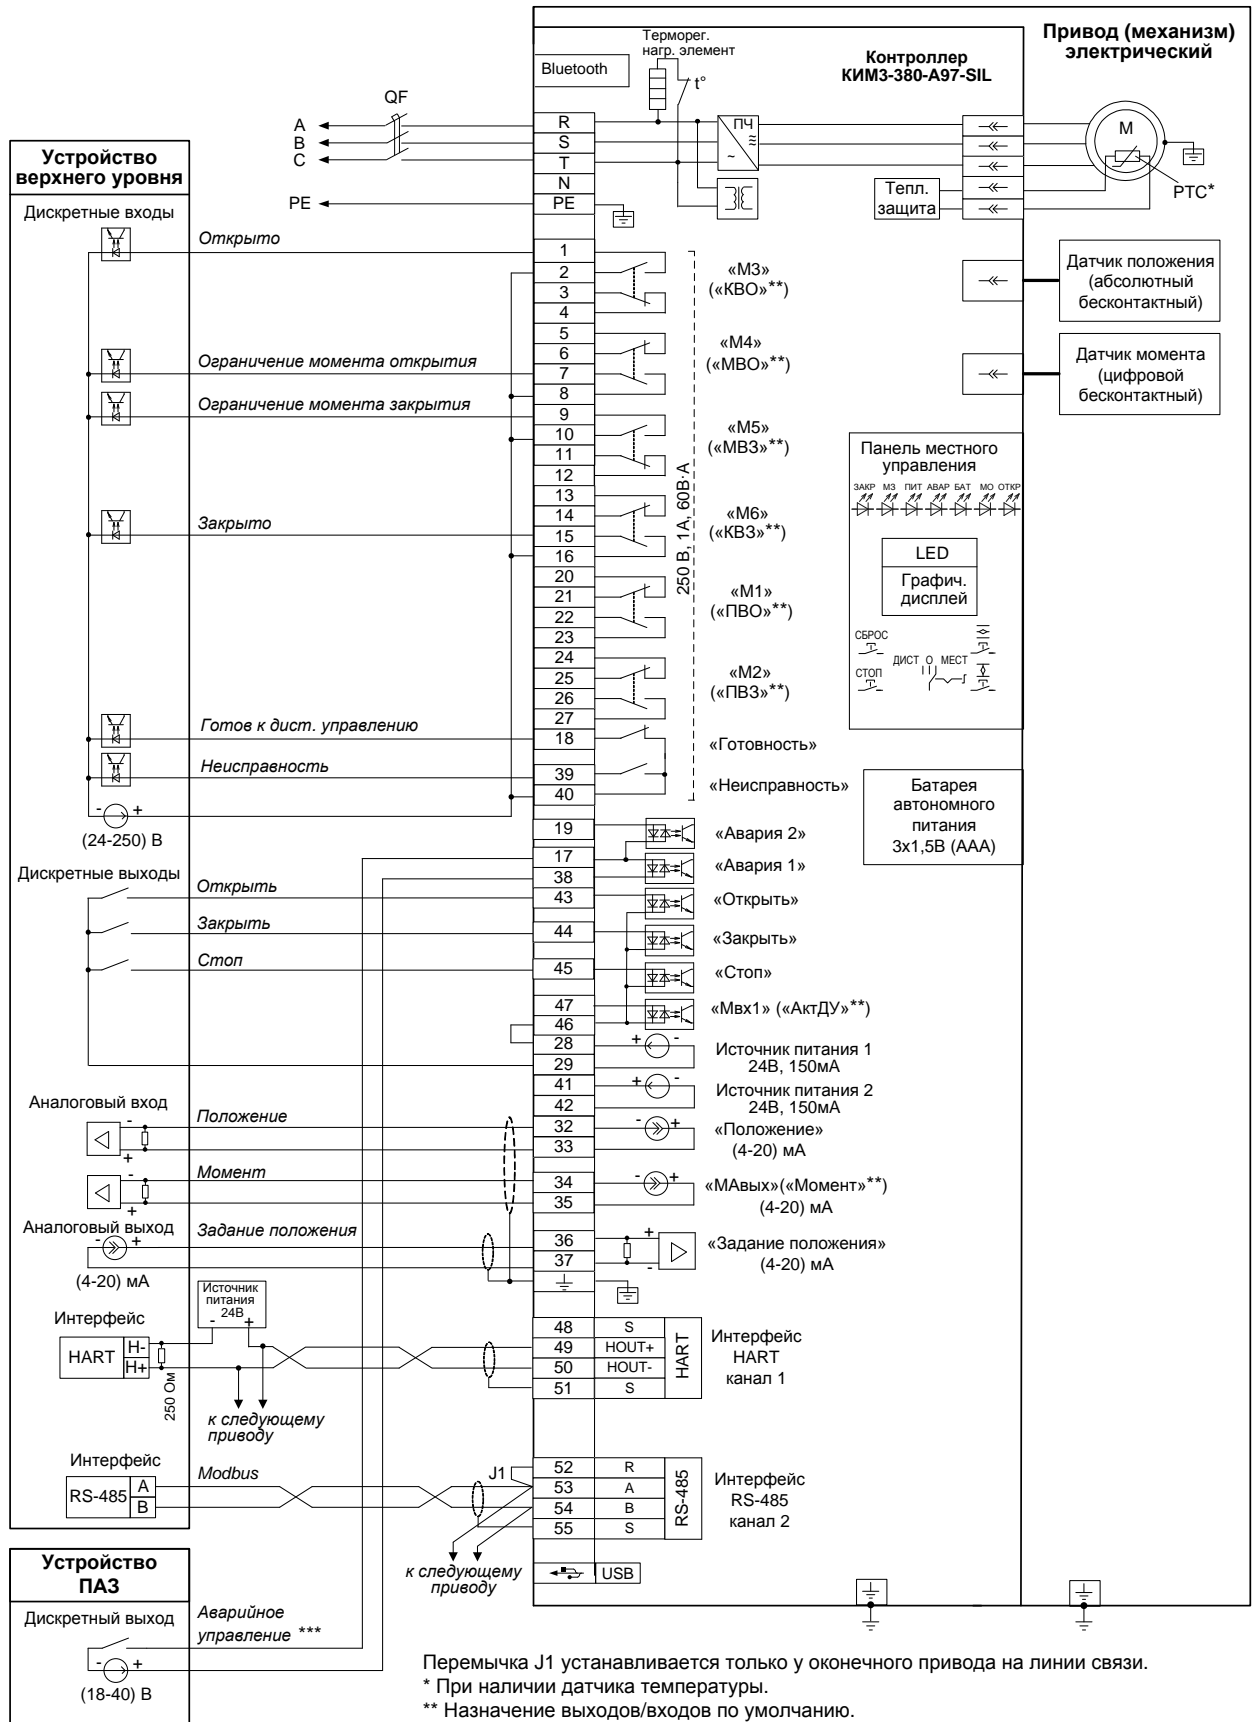 Привод (механизм)
электрический
Контроллер
КИМ3-380-А97-SIL
Терморег.
нагр. элемент
t°
Bluetooth
QF
A
B
C
PE
R
S
T
N
PE
ПЧ
≈
~
M
PTC*
Тепл.
защита
Устройство
верхнего уровня
Дискретные входы
Открыто
1
2
3
4
«М3»
(«КВО»**)
Датчик положения
(абсолютный
бесконтактный)
Ограничение момента открытия
5
6
7
8
«М4»
(«МВО»**)
Датчик момента
(цифровой
бесконтактный)
Ограничение момента закрытия
9
10
11
12
«М5»
(«МВЗ»**)
Закрыто
13
14
15
16
«М6»
(«КВЗ»**)
250 В, 1А, 60В·А
20
21
22
23
«М1»
(«ПВО»**)
24
25
26
27
«М2»
(«ПВЗ»**)
Панель местного
управления
ЗАКР МЗ ПИТ АВАР БАТ МО ОТКР
LED
Графич.
дисплей
СБРОС
СТОП
ДИСТ О МЕСТ
Готов к дист. управлению
18
«Готовность»
Неисправность
39
40
«Неисправность»
- +
(24-250) В
Батарея
автономного
питания
3х1,5В (ААА)
19
«Авария 2»
17
38
«Авария 1»
Дискретные выходы
Открыть
43
«Открыть»
Закрыть
44
«Закрыть»
Стоп
45
«Стоп»
47
46
«Мвх1» («АктДУ»**)
28
29
+ -
Источник питания 1
24В, 150мА
41
42
+ -
Источник питания 2
24В, 150мА
Аналоговый вход
Положение
-
+
32
33
- +
«Положение»
(4-20) мА
Момент
-
+
34
35
- +
«МАвых»(«Момент»**)
(4-20) мА
Аналоговый выход
Задание положения
- +
(4-20) мА
36
37
+
-
«Задание положения»
(4-20) мА
Источник
питания
24В
- +
Интерфейс
HART
H-
H+
250 Ом
к следующему
приводу
48 S
49 HOUT+
50 HOUT-
51 S
HART
Интерфейс
HART
канал 1
Интерфейс
RS-485
A
B
Modbus
J1
52 R
53 A
54 B
55 S
RS-485
Интерфейс
RS-485
канал 2
к следующему
приводу
USB
Устройство
ПАЗ
Дискретный выход
Аварийное
управление ***
- +
(18-40) В
Перемычка J1 устанавливается только у оконечного привода на линии связи.
* При наличии датчика температуры.
** Назначение выходов/входов по умолчанию.